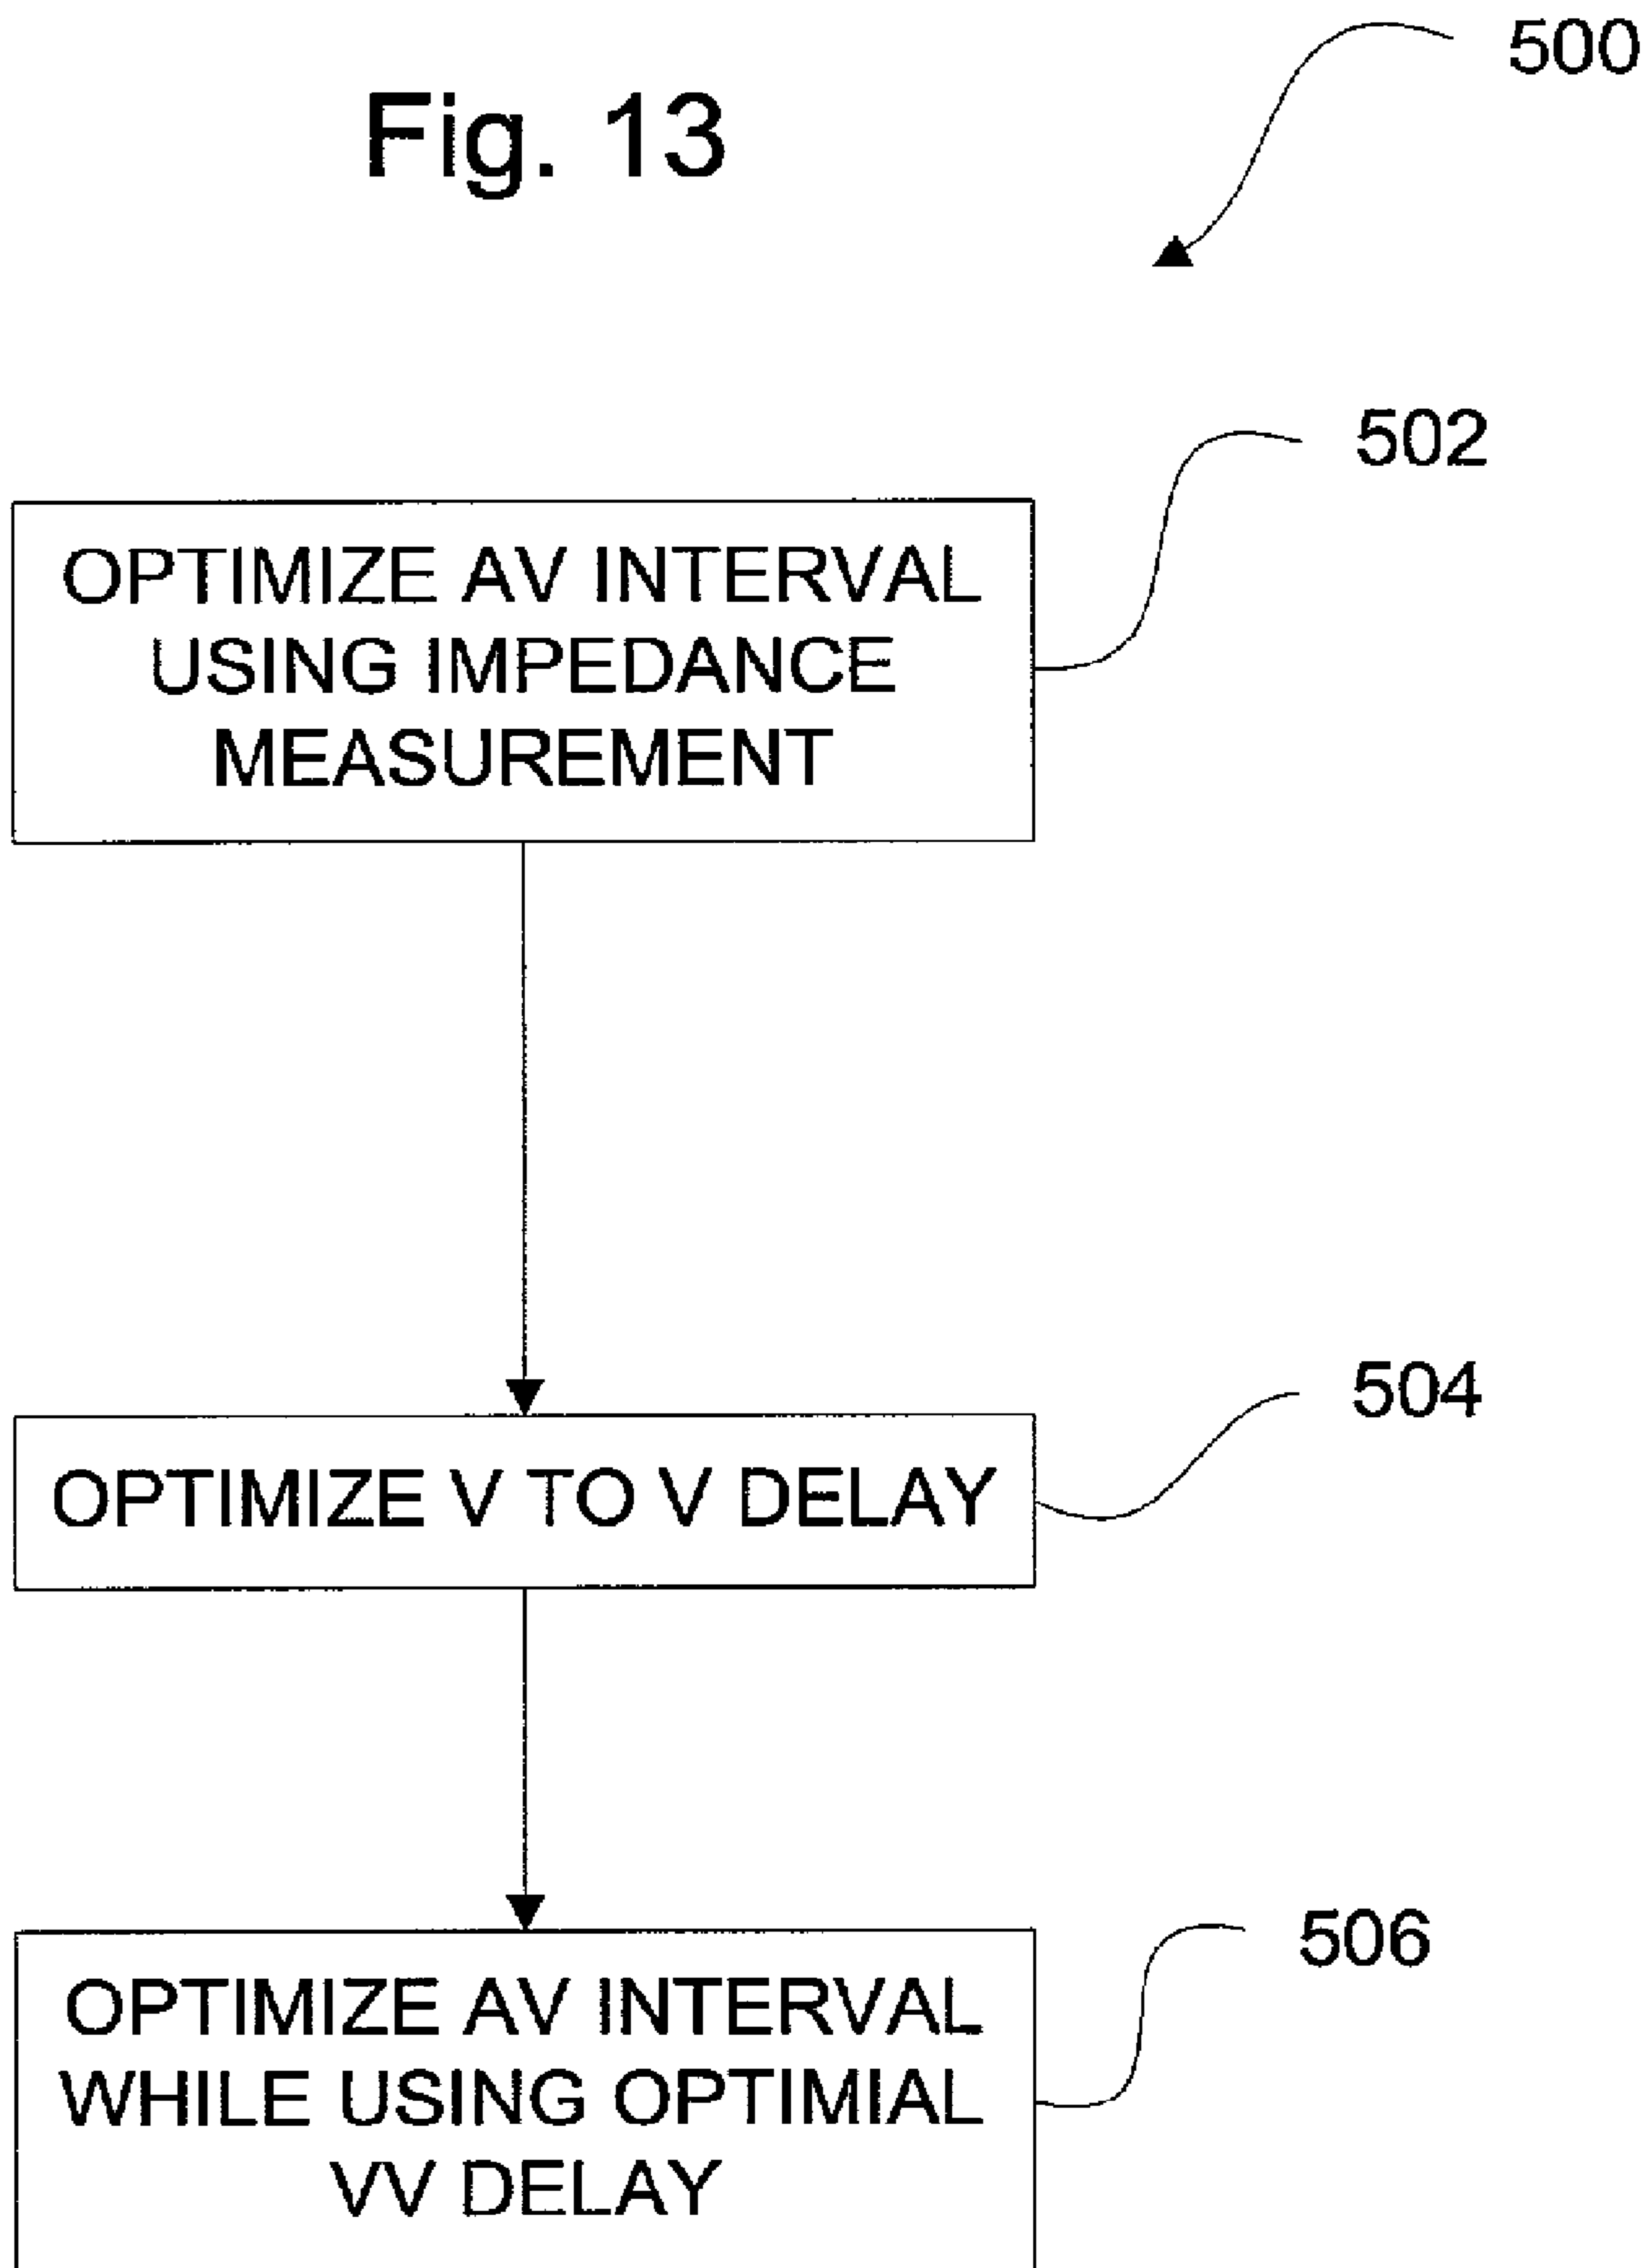 500
Fig. 13
502
OPTIMIZE AV INTERVAL
USING IMPEDANCE
MEASUREMENT
504
OPTIMIZE V TO V DELAY
506
OPTIMIZE AV INTERVAL
WHILE USING OPTIMIAL
VV DELAY